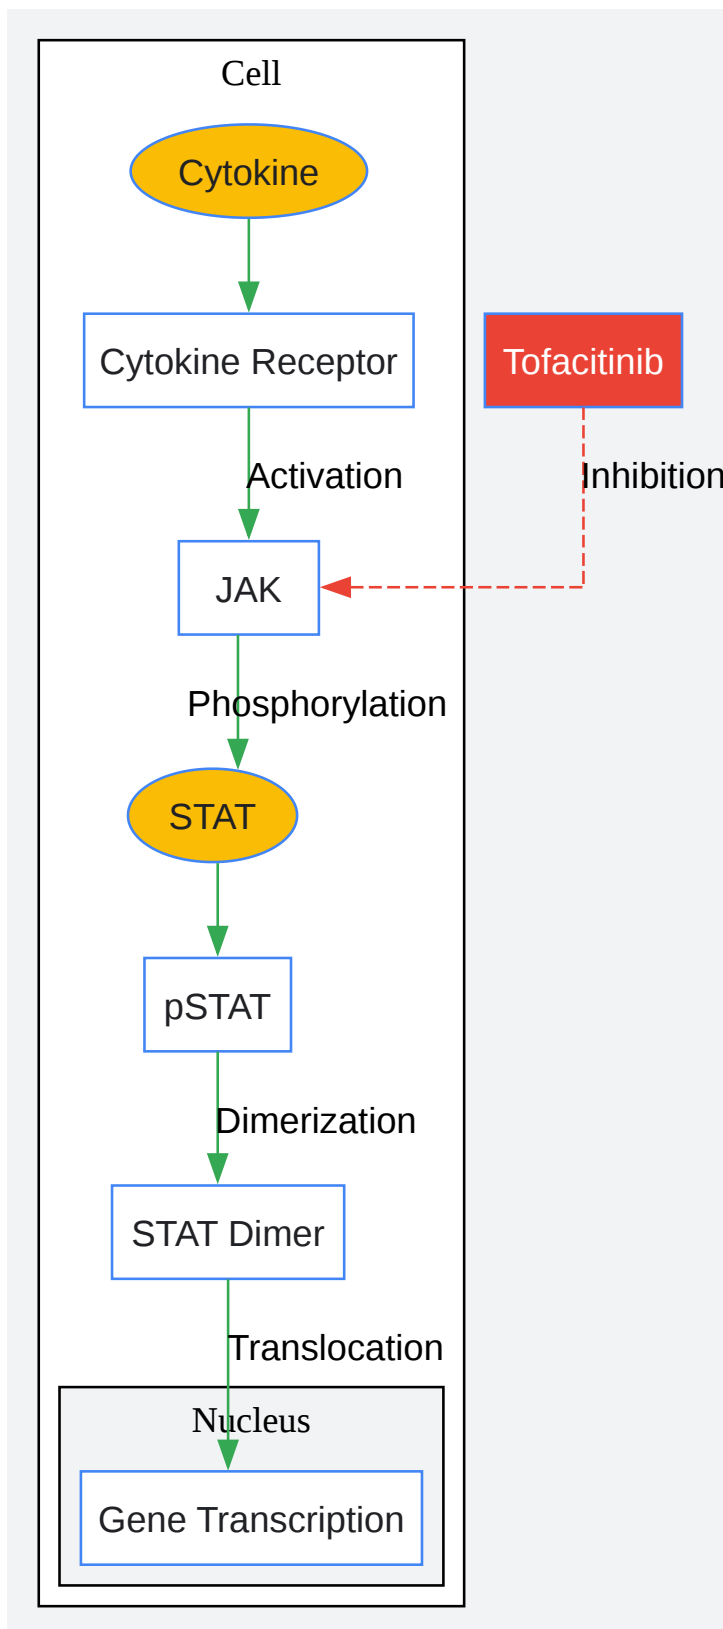 Cell
Cytokine
Cytokine Receptor
Tofacitinib
Activation
Inhibition
JAK
Phosphorylation
STAT
pSTAT
Dimerization
STAT Dimer
Translocation
Nucleus
Gene Transcription